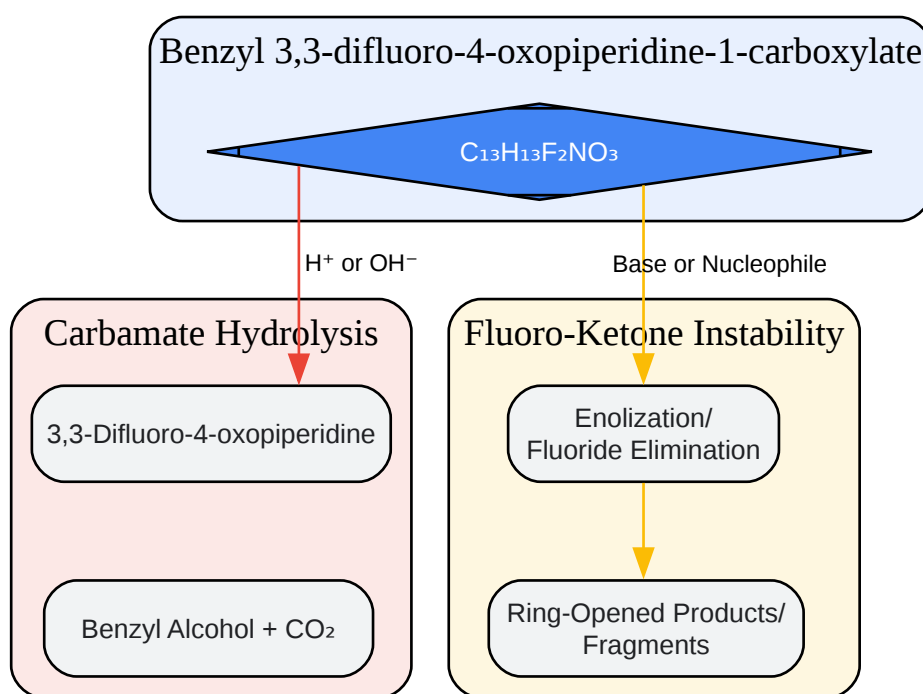 Benzyl 3,3-difluoro-4-oxopiperidine-1-carboxylate
C₁₃H₁₃F₂NO₃
H⁺ or OH⁻
Base or Nucleophile
Carbamate Hydrolysis
3,3-Difluoro-4-oxopiperidine
Benzyl Alcohol + CO₂
Fluoro-Ketone Instability
Enolization/
Fluoride Elimination
Ring-Opened Products/
Fragments